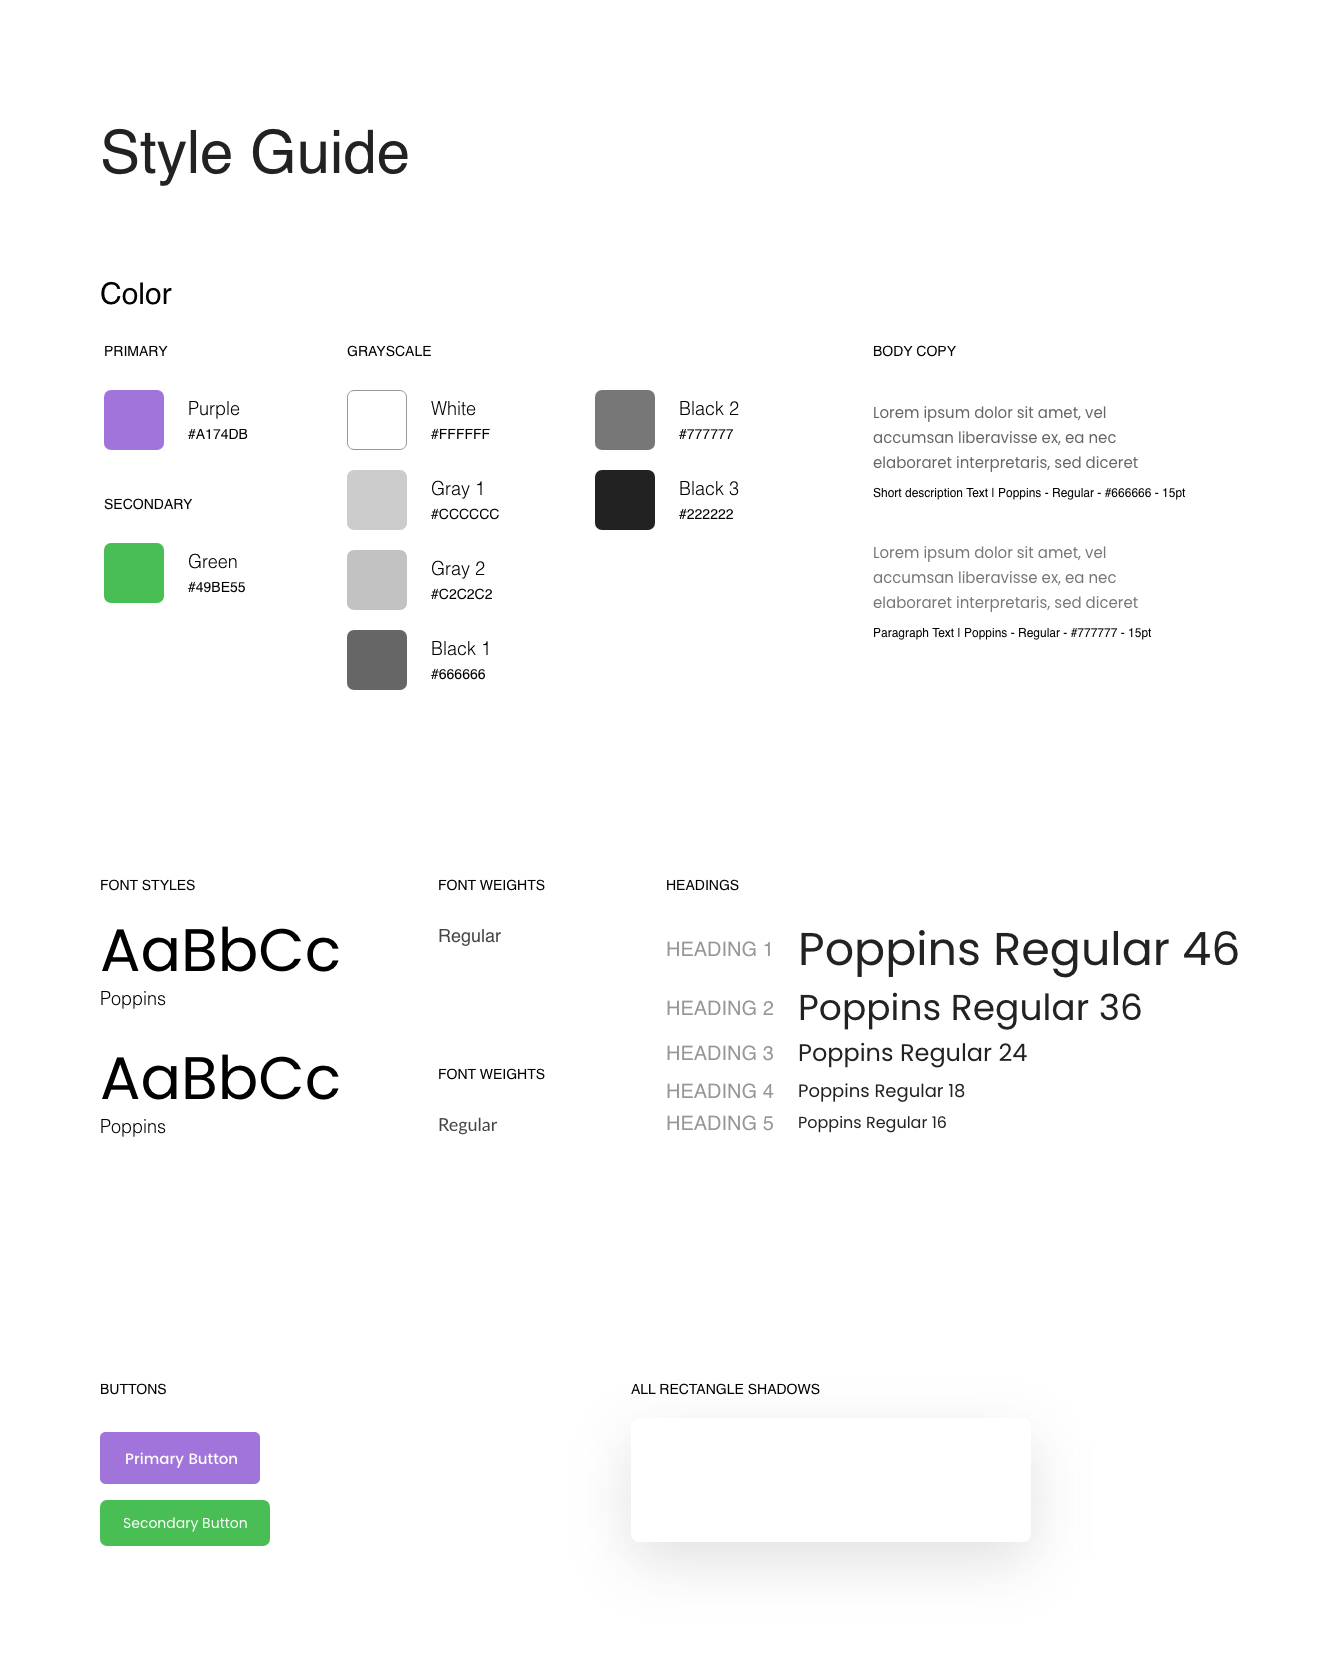 Style Guide
Color
PRIMARY
Purple
#A174DB
SECONDARY
Green
#49BE55
GRAYSCALE
White
#FFFFFF
Gray 1
#CCCCCC
Gray 2
#C2C2C2
Black 1
#666666
Black 2
#777777
Black 3
#222222
BODY COPY
Lorem ipsum dolor sit amet, vel
accumsan liberavisse ex, ea nec
elaboraret interpretaris, sed diceret
Short description Text | Poppins - Regular - #666666 - 15pt
Lorem ipsum dolor sit amet, vel
accumsan liberavisse ex, ea nec
elaboraret interpretaris, sed diceret
Paragraph Text | Poppins - Regular - #777777 - 15pt
FONT STYLES
AaBbCc
Poppins
AaBbCc
Poppins
FONT WEIGHTS
Regular
FONT WEIGHTS
Regular
HEADINGS
HEADING 1 Poppins Regular 46
HEADING 2 Poppins Regular 36
HEADING 3 Poppins Regular 24
HEADING 4 Poppins Regular 18
HEADING 5 Poppins Regular 16
BUTTONS
Primary Button
Secondary Button
ALL RECTANGLE SHADOWS